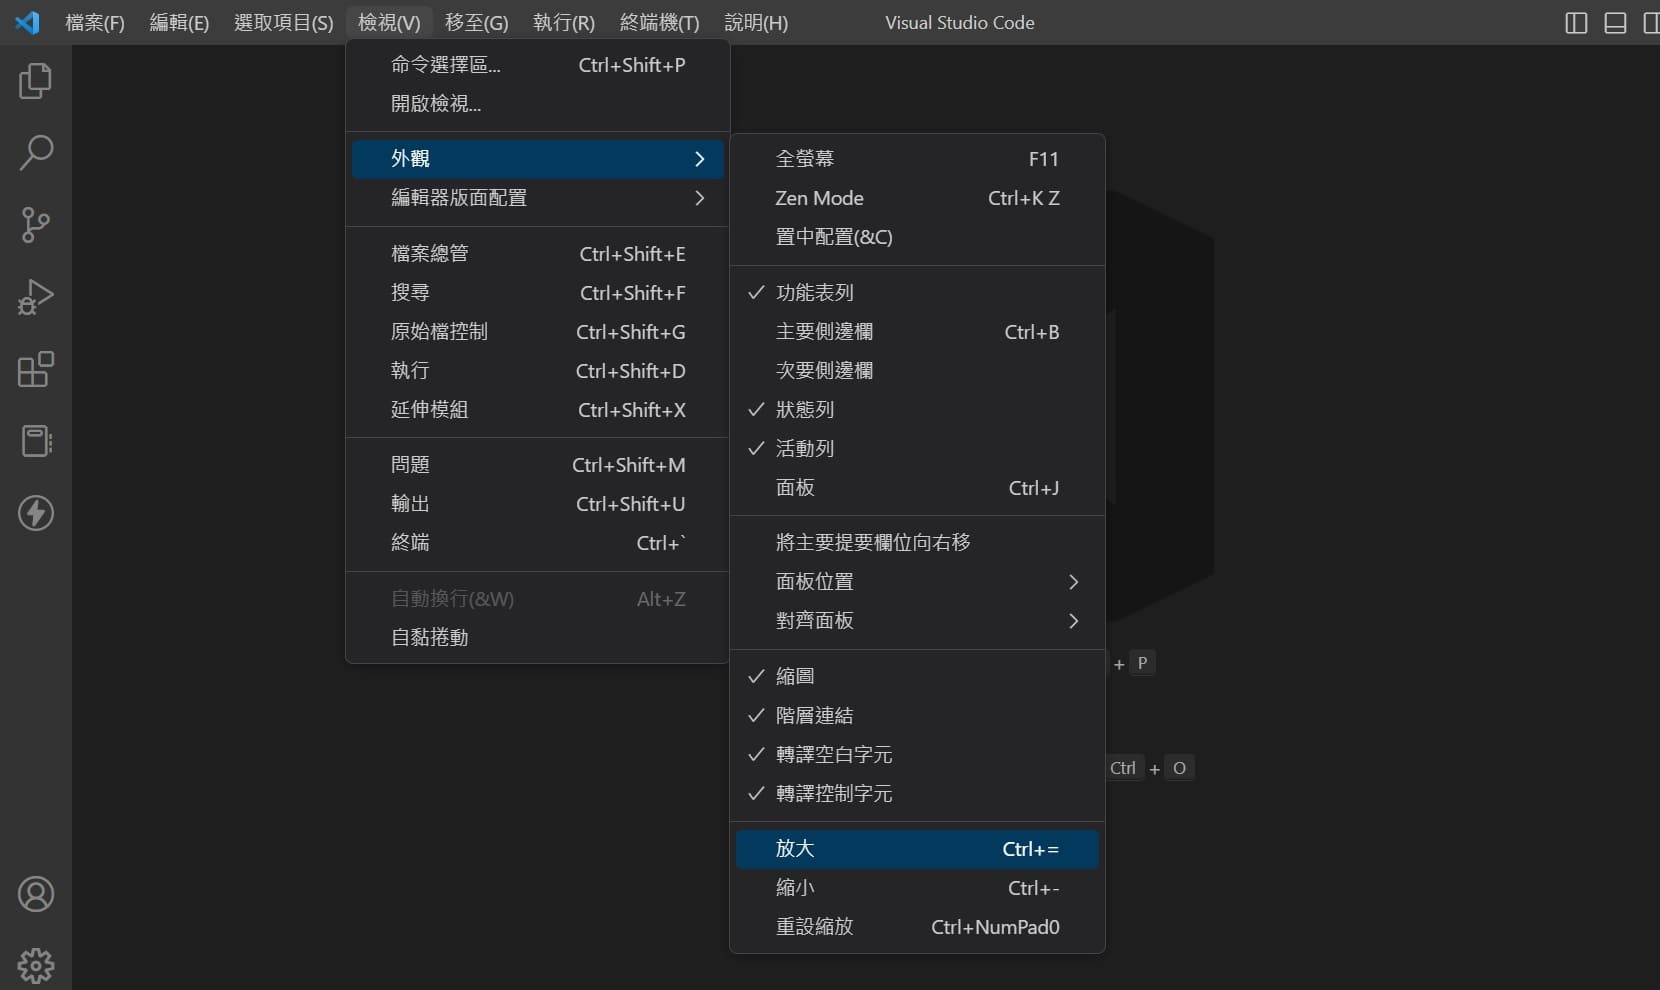 檔案(F) 編輯(E) 選取項目(S) 檢視(V) 移至(G) 執行(R) 終端機(T) 說明(H) Visual Studio Code
命令選擇區... Ctrl+Shift+P
開啟檢視...
外觀
編輯器版面配置
檔案總管 Ctrl+Shift+E
搜尋 Ctrl+Shift+F
原始檔控制 Ctrl+Shift+G
執行 Ctrl+Shift+D
延伸模組 Ctrl+Shift+X
問題 Ctrl+Shift+M
輸出 Ctrl+Shift+U
終端 Ctrl+`
自動換行(&W) Alt+Z
自黏捲動
全螢幕 F11
Zen Mode Ctrl+K Z
置中配置(&C)
功能表列
主要側邊欄 Ctrl+B
次要側邊欄
狀態列
活動列
面板 Ctrl+J
將主要提要欄位向右移
面板位置
對齊面板
縮圖
階層連結
轉譯空白字元
轉譯控制字元
放大 Ctrl+=
縮小 Ctrl+-
重設縮放 Ctrl+NumPad0
+ P
Ctrl + O